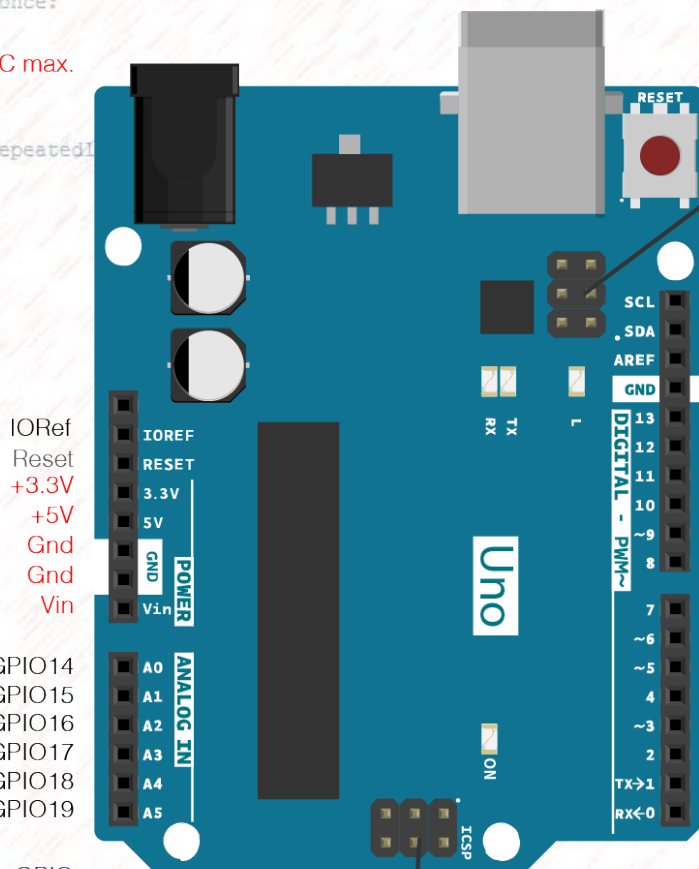 once:
C max.
epeatedl
RESET
SCL
SDA
AREF
GND
13
12
11
10
~9
8
DIGITAL - PWM~
7
~6
~5
4
~3
2
TX→1
RX←0
RX
TX
L
Uno
ON
ICSP
IORef
Reset
+3.3V
+5V
Gnd
Gnd
Vin
IOREF
RESET
3.3V
5V
GND
Vin
POWER
GPIO14
GPIO15
GPIO16
GPIO17
GPIO18
GPIO19
A0
A1
A2
A3
A4
A5
ANALOG IN